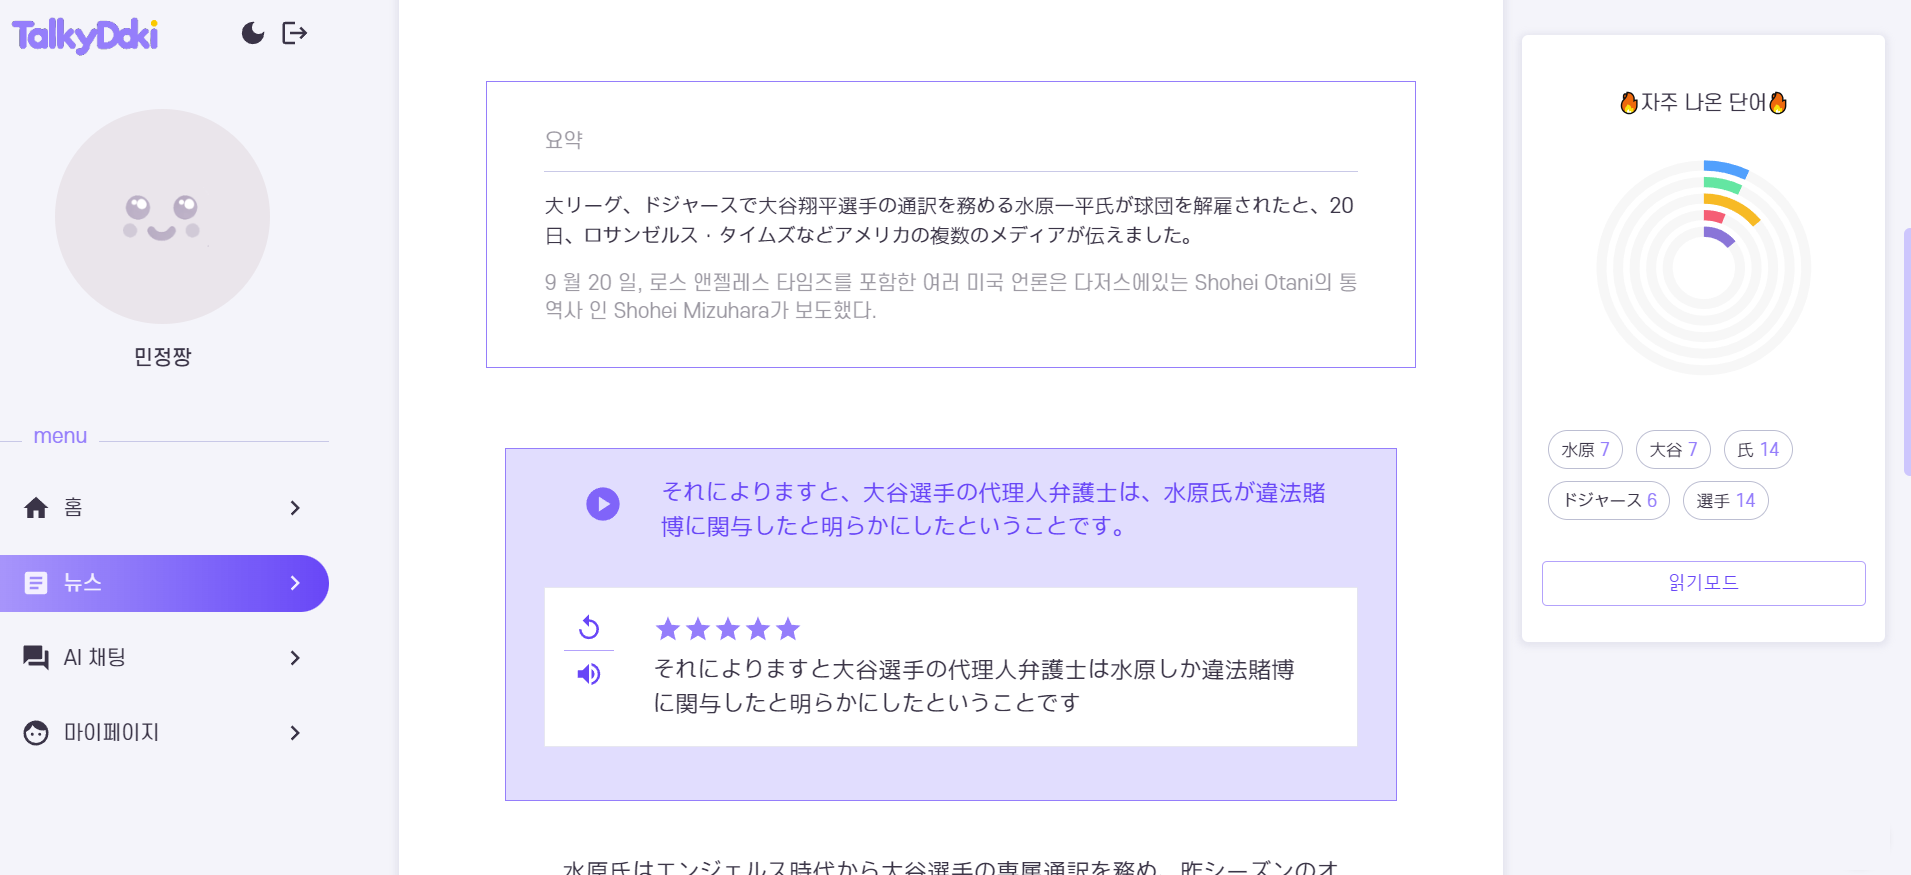 TalkyDoki
민정짱
menu
홈
뉴스
AI 채팅
마이페이지
요약
大リーグ、ドジャースで大谷翔平選手の通訳を務める水原一平氏が球団を解雇されたと、20
日、ロサンゼルス・タイムズなどアメリカの複数のメディアが伝えました。
9 월 20 일, 로스 앤젤레스 타임즈를 포함한 여러 미국 언론은 다저스에있는 Shohei Otani의 통
역사 인 Shohei Mizuhara가 보도했다.
それによりますと、大谷選手の代理人弁護士は、水原氏が違法賭
博に関与したと明らかにしたということです。
それによりますと大谷選手の代理人弁護士は水原しか違法賭博
に関与したと明らかにしたということです
水原氏はエンジェルス時代から大谷選手の専属通訳を務め、昨シーズンのオ
🔥자주 나온 단어🔥
水原 7
大谷 7
氏 14
ドジャース 6
選手 14
읽기모드